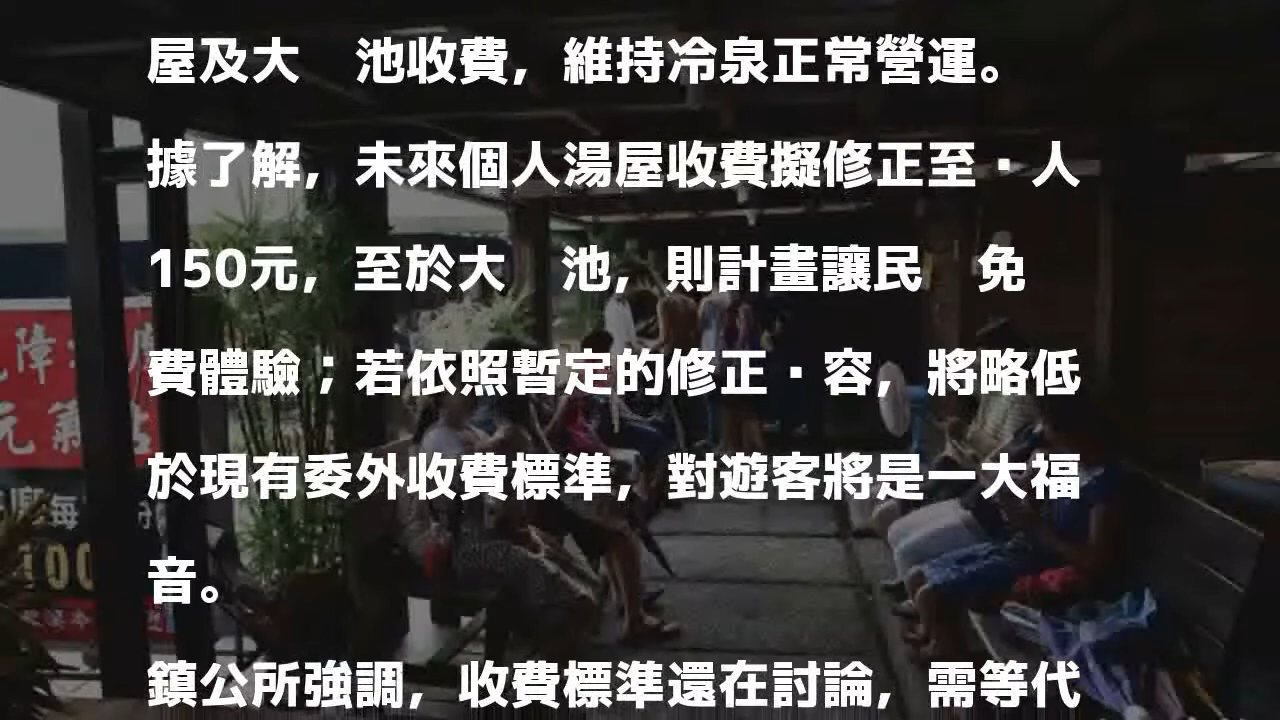 屋及大　池收費，維持冷泉正常營運。
據了解，未來個人湯屋收費擬修正至·人
150元，至於大　池，則計畫讓民　免
費體驗；若依照暫定的修正·容，將略低
於現有委外收費標準，對遊客將是一大福
音。
鎮公所強調，收費標準還在討論，需等代
障
元
每
100